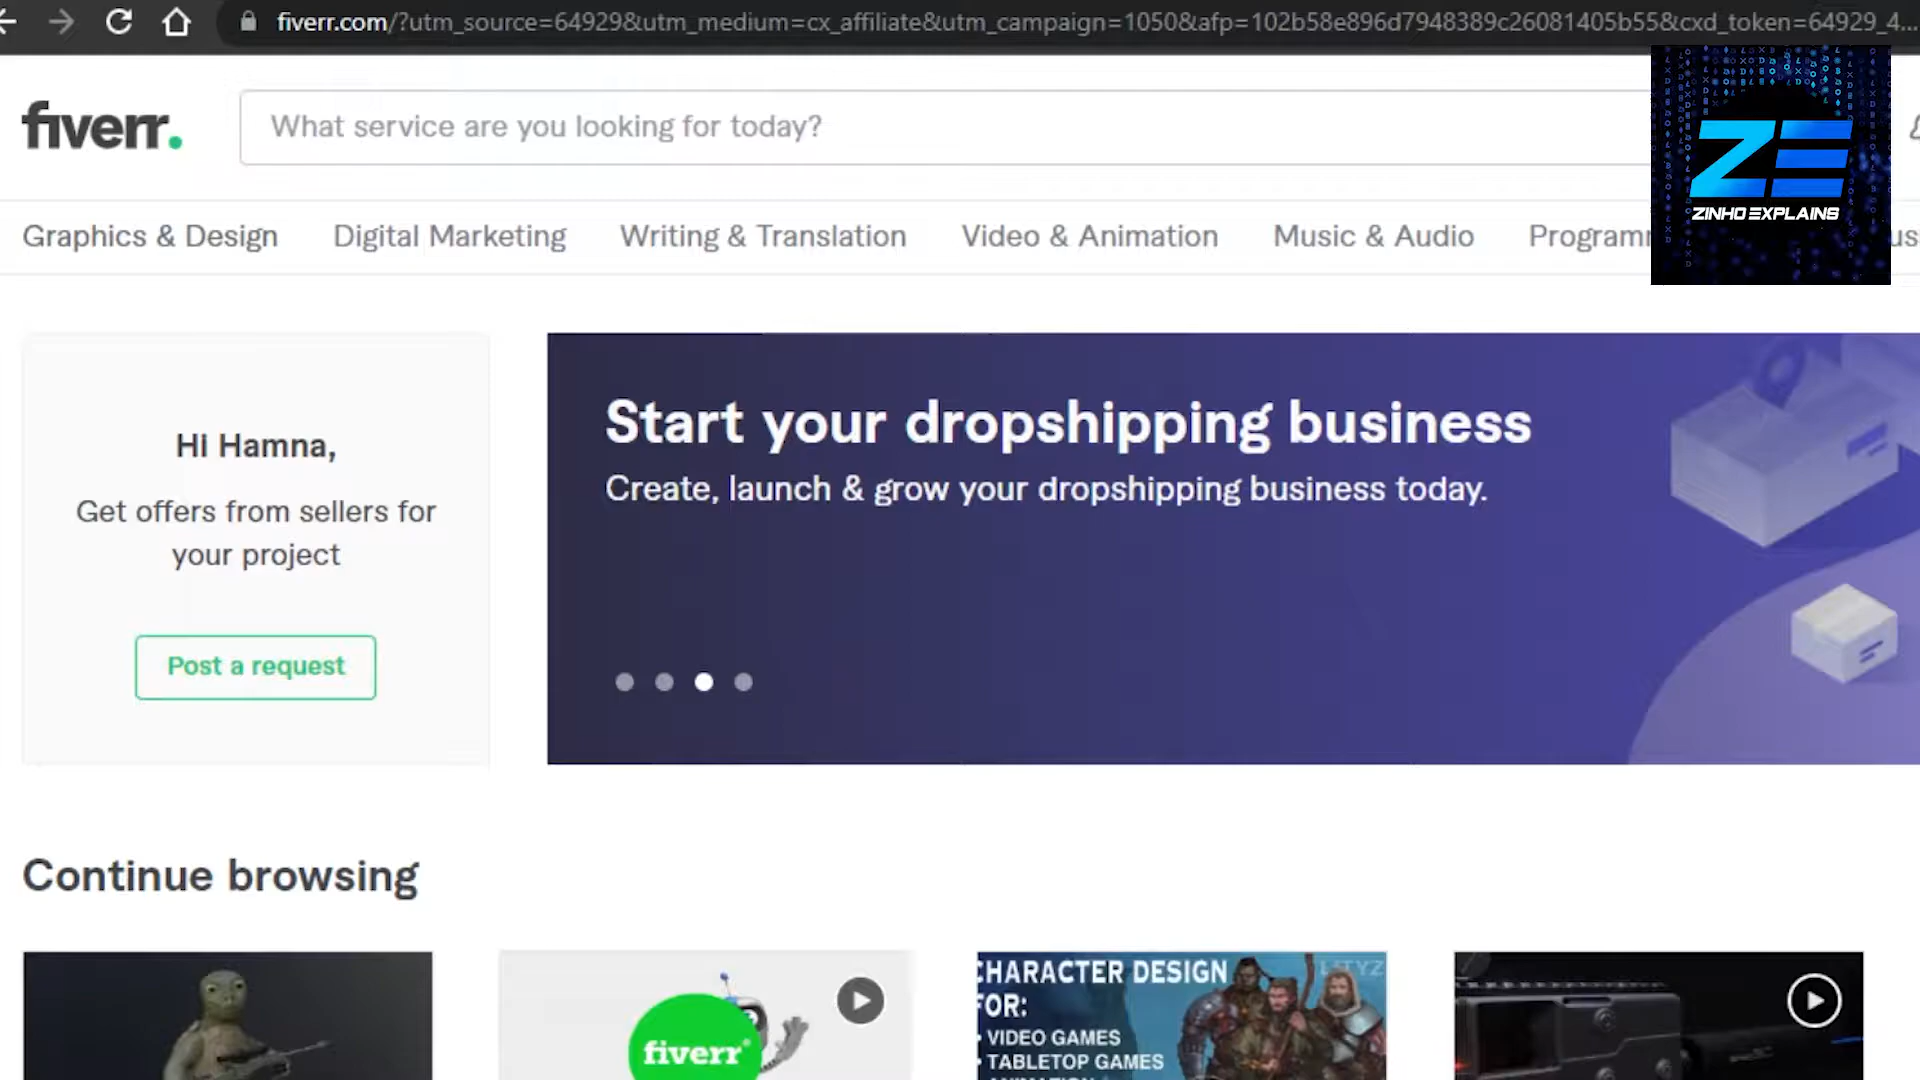 fiverr.com/?utm_source=64929&utm_medium=cx_affiliate&utm_campaign=1050&afp=102b58e896d7948389c26081405b55&cxd_token=64929_4...
fiverr.
What service are you looking for today?
ZE
ZINHO EXPLAINS
Graphics & Design
Digital Marketing
Writing & Translation
Video & Animation
Music & Audio
Hi Hamna,
Get offers from sellers for
your project
Post a request
Start your dropshipping business
Create, launch & grow your dropshipping business today.
Continue browsing
fiverr®
CHARACTER DESIGN
FOR:
• VIDEO GAMES
• TABLETOP GAMES